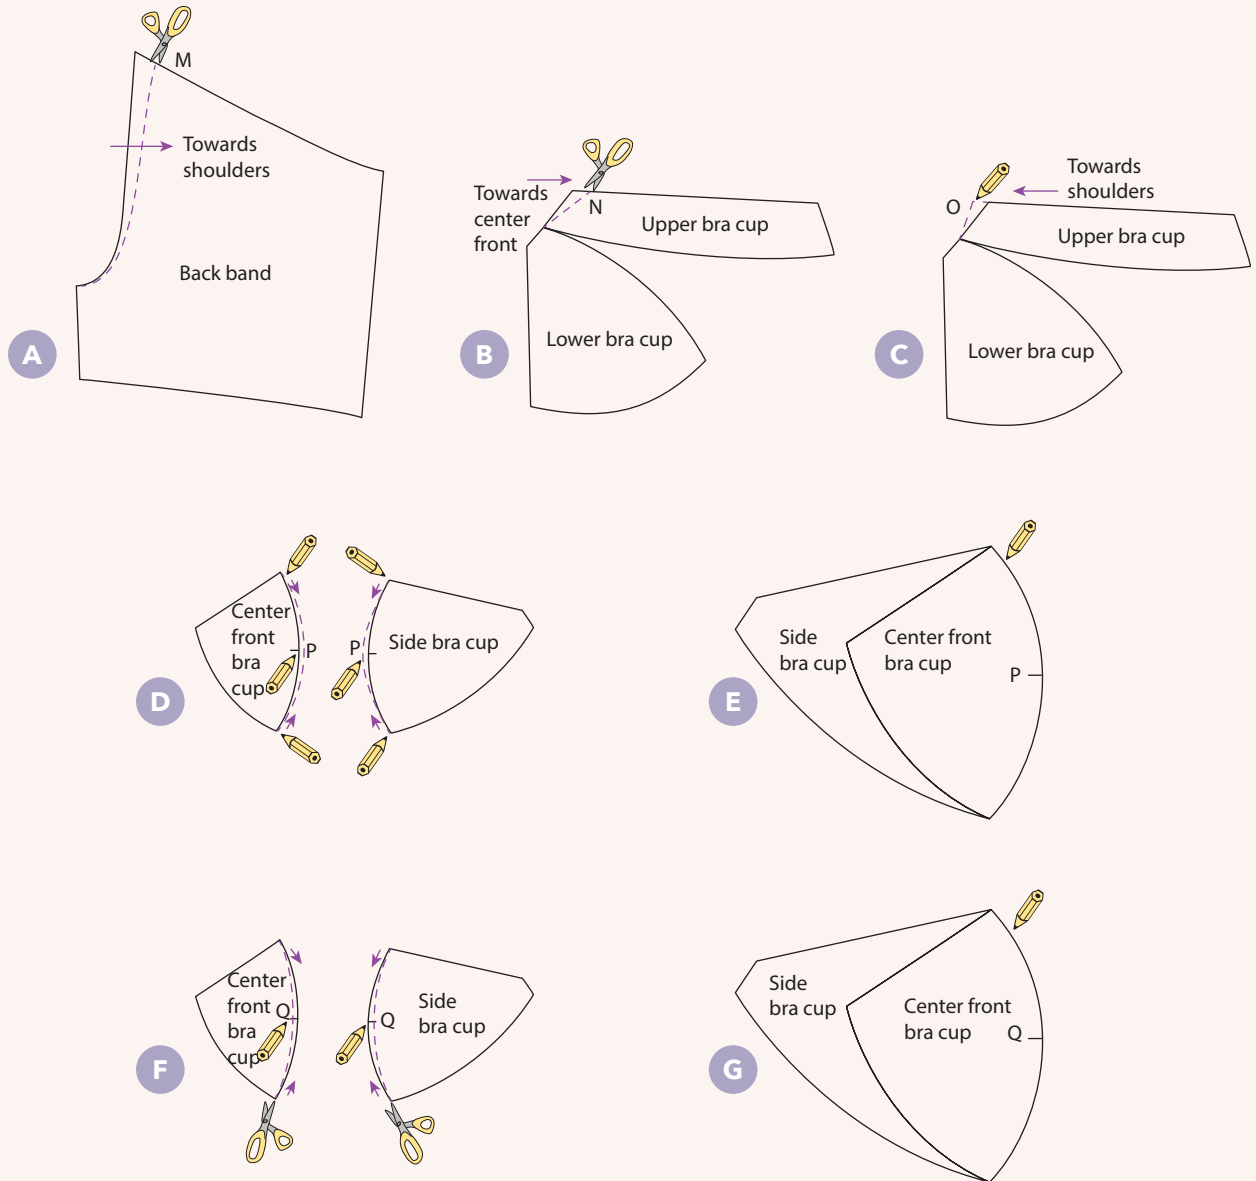 M
Towards
shoulders
Back band
A
Towards
center
front
N
Upper bra cup
Lower bra cup
B
Towards
shoulders
O
Upper bra cup
Lower bra cup
C
Center
front
bra
cup
P
P
Side bra cup
D
Side
bra cup
Center front
bra cup
P
E
Center
front
bra
cup
Q
Q
Side
bra cup
F
Side
bra cup
Center front
bra cup
Q
G